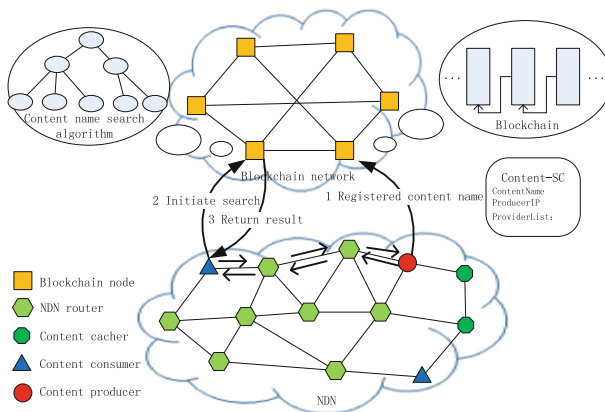 Content name search
algorithm
...
...
Blockchain
Blockchain network
Content-SC
ContentName
ProducerIP
ProviderList:
2 Initiate search
1 Registered content name
3 Return result
Blockchain node
NDN router
Content cacher
Content consumer
Content producer
NDN